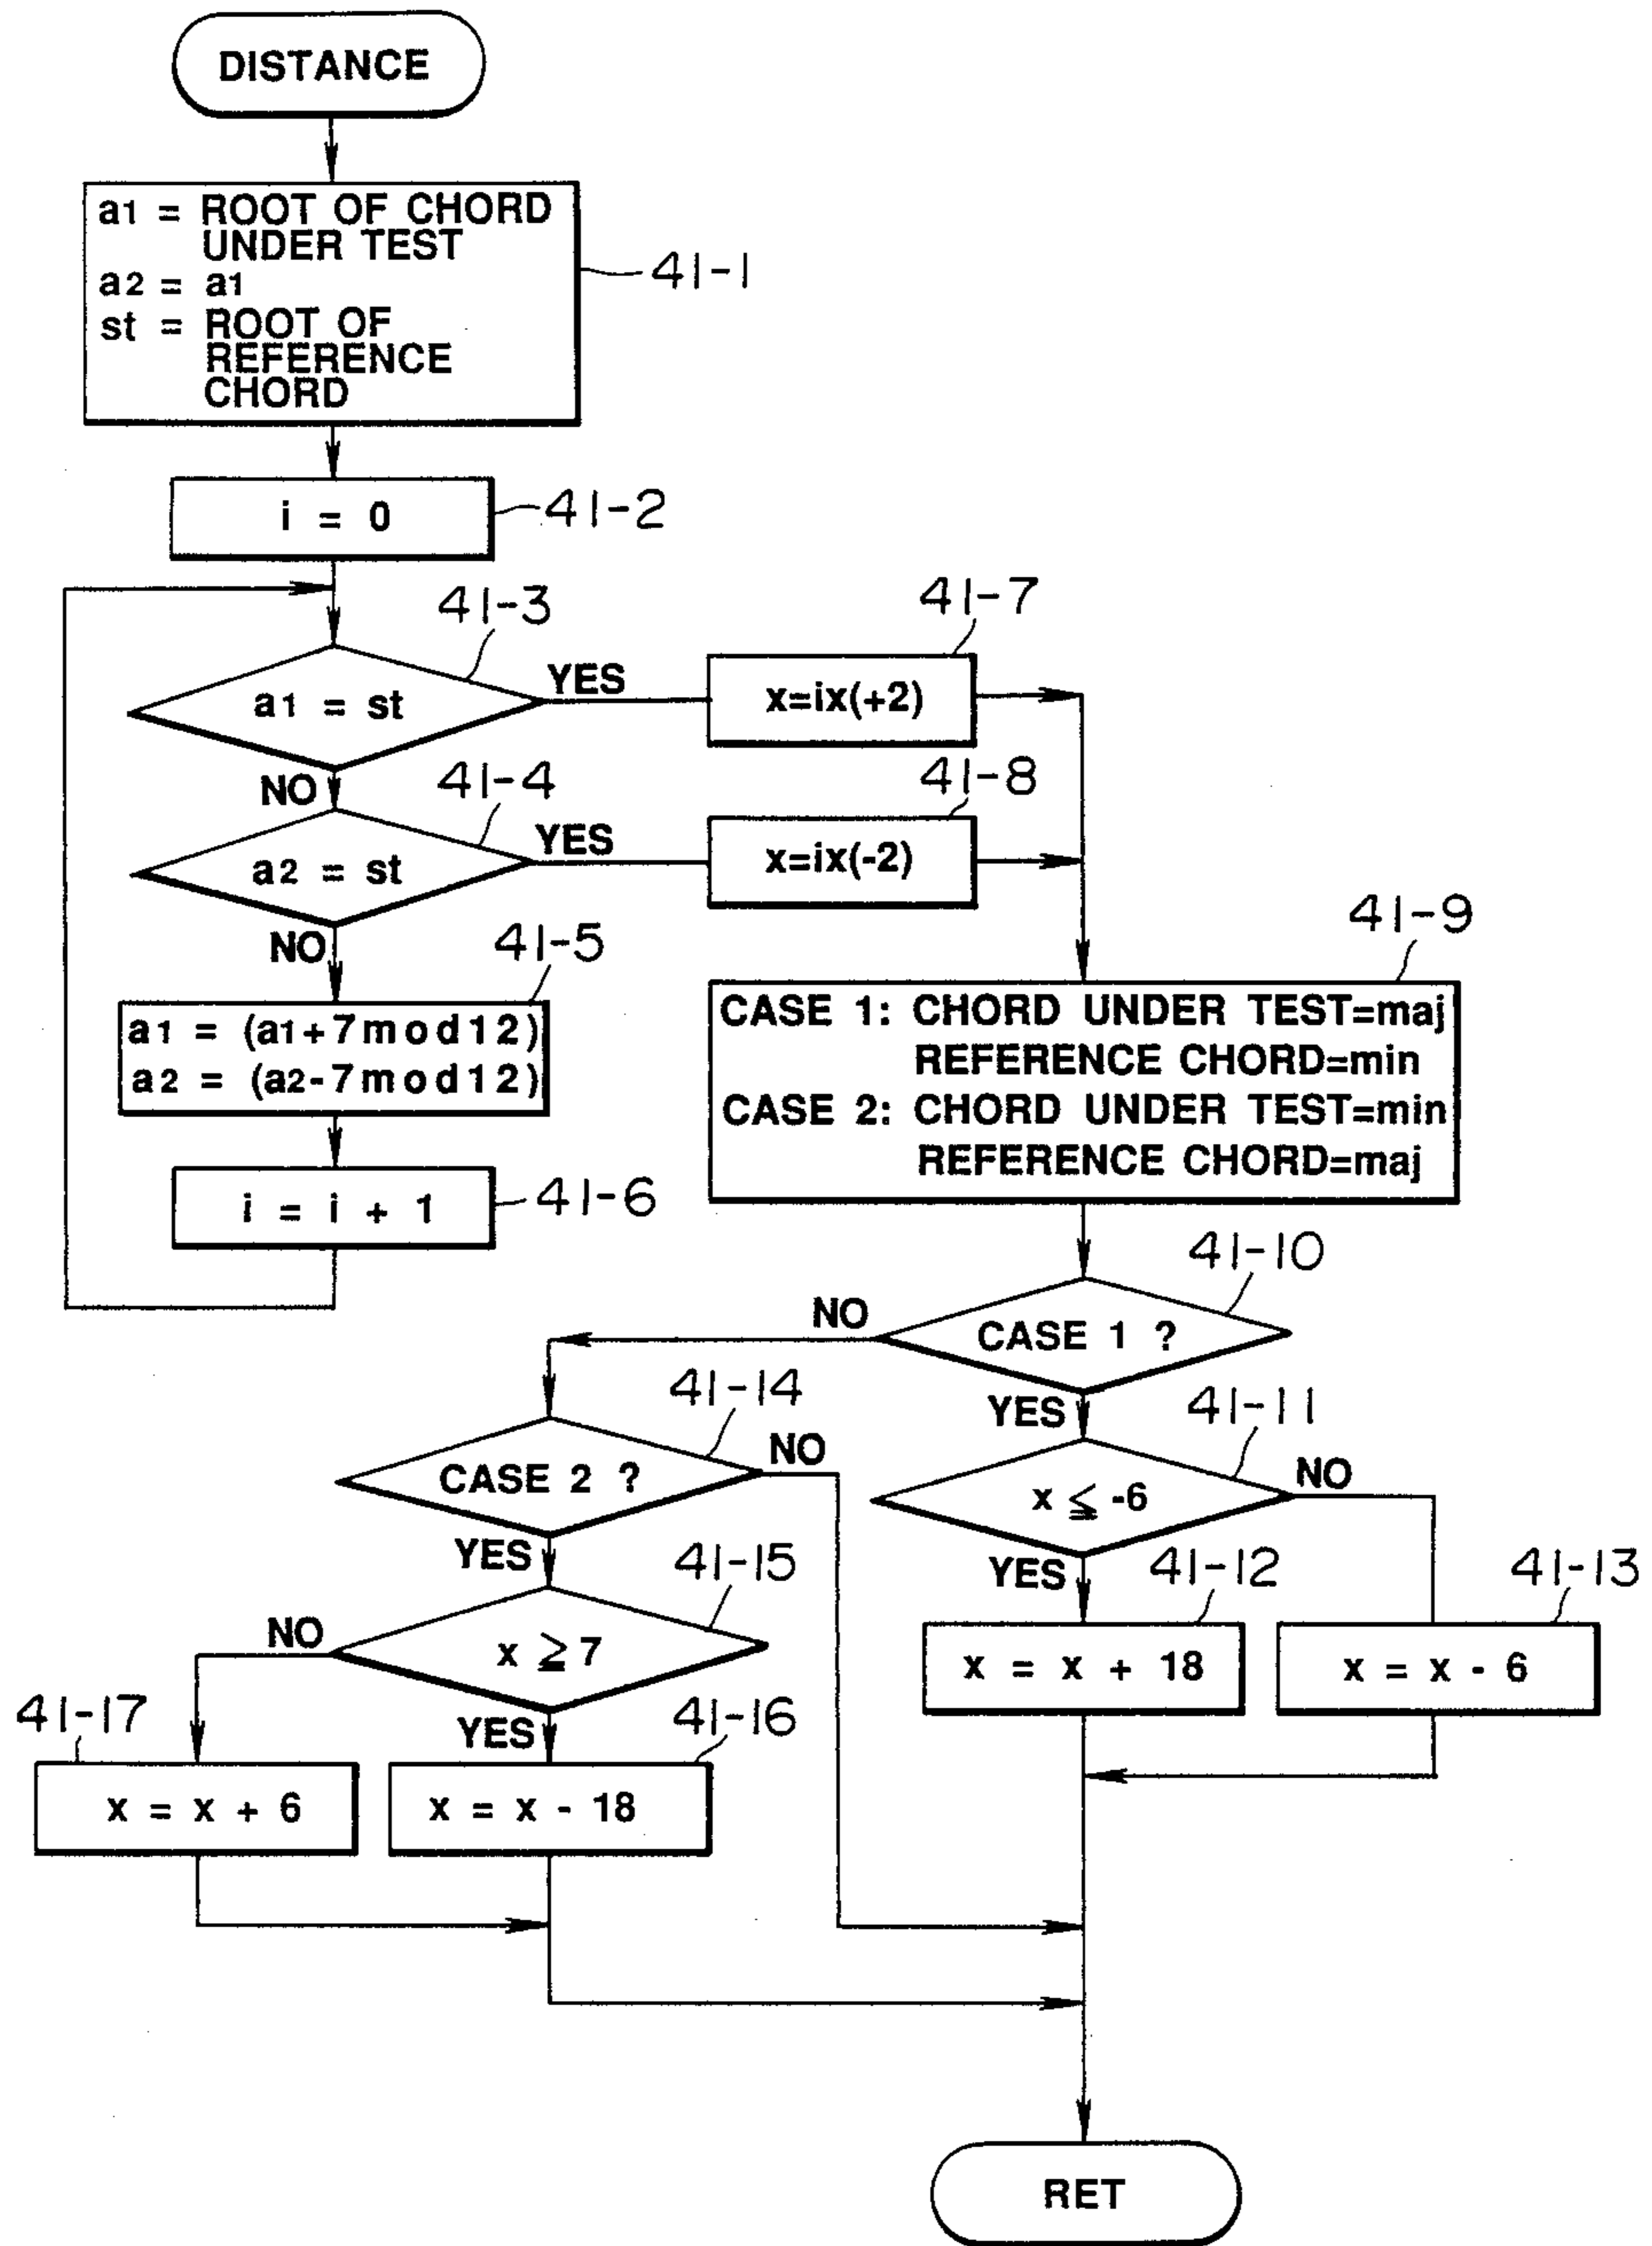 DISTANCE
a1 = ROOT OF CHORD
UNDER TEST
a2 = a1
st = ROOT OF
REFERENCE
CHORD
41-1
i = 0
41-2
41-3
a1 = st
YES
NO
41-7
x=ix(+2)
41-4
a2 = st
YES
NO
41-8
x=ix(-2)
41-5
a1 = (a1+7mod12)
a2 = (a2-7mod12)
i = i + 1
41-6
41-9
CASE 1: CHORD UNDER TEST=maj
REFERENCE CHORD=min
CASE 2: CHORD UNDER TEST=min
REFERENCE CHORD=maj
41-10
NO
CASE 1 ?
YES
41-14
CASE 2 ?
NO
YES
41-11
x ≦ -6
NO
YES
41-15
NO
x ≧ 7
YES
41-12
x = x + 18
41-13
x = x - 6
41-17
x = x + 6
41-16
x = x - 18
RET